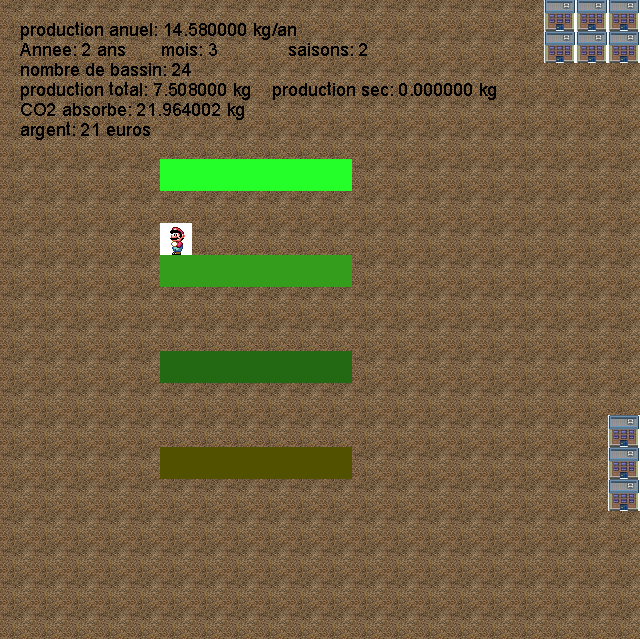 production anuel: 14.580000 kg/an
Annee: 2 ans mois: 3 saisons: 2
nombre de bassin: 24
production total: 7.508000 kg production sec: 0.000000 kg
CO2 absorbe: 21.964002 kg
argent: 21 euros